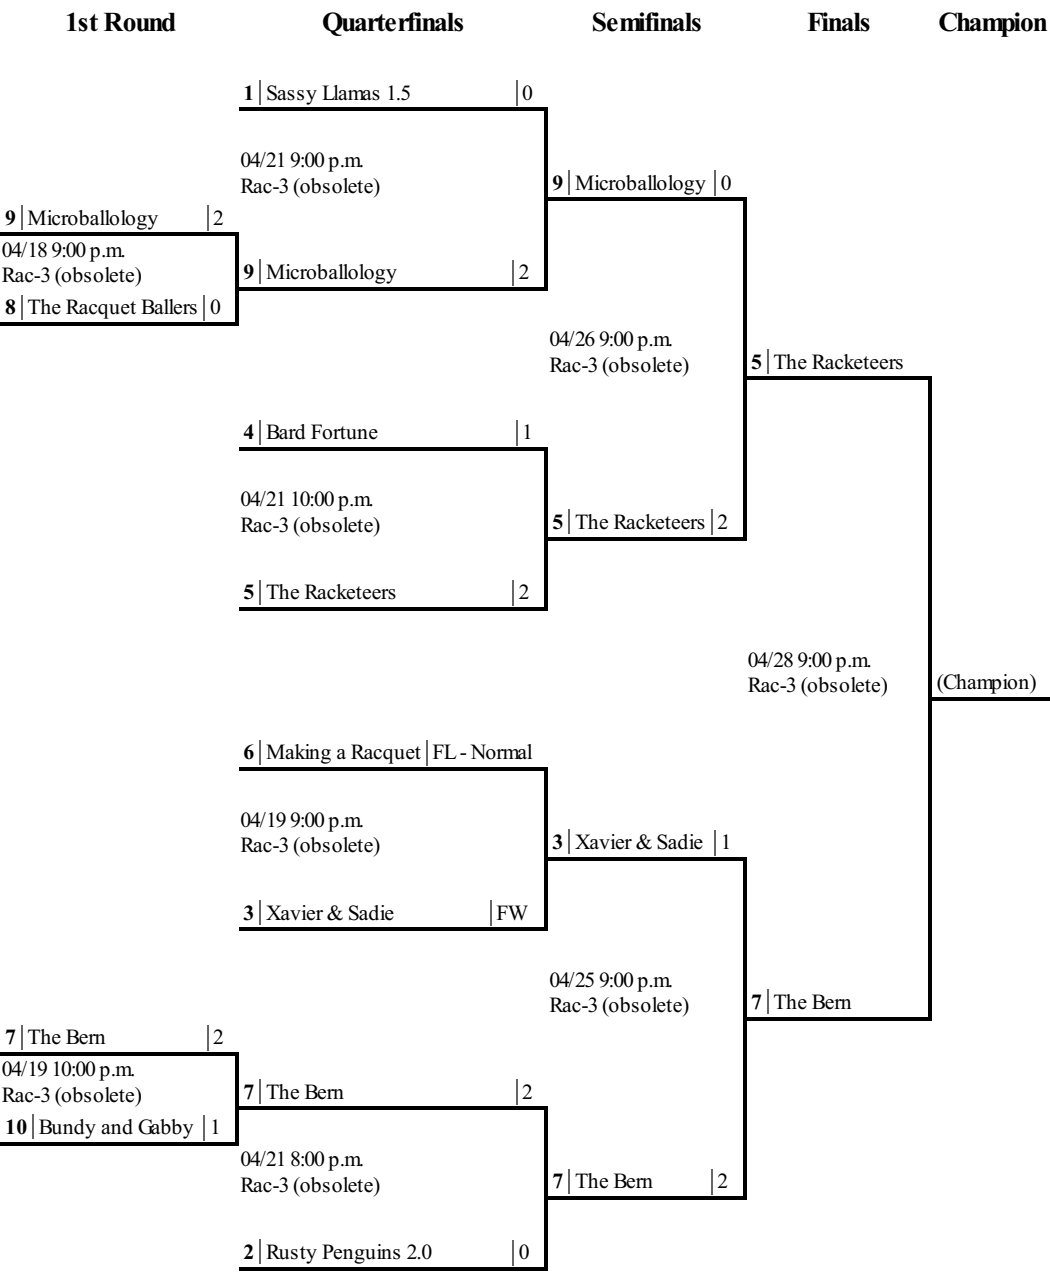 1st Round Quarterfinals Semifinals Finals Champion
1 Sassy Llamas 1.5 0
04/21 9:00 p.m.
Rac-3 (obsolete)
9 Microballology 0
9 Microballology 2
04/18 9:00 p.m.
Rac-3 (obsolete)
9 Microballology 2
8 The Racquet Ballers 0
04/26 9:00 p.m.
Rac-3 (obsolete)
5 The Racketeers
4 Bard Fortune 1
04/21 10:00 p.m.
Rac-3 (obsolete)
5 The Racketeers 2
5 The Racketeers 2
04/28 9:00 p.m.
Rac-3 (obsolete)
(Champion)
6 Making a Racquet FL - Normal
04/19 9:00 p.m.
Rac-3 (obsolete)
3 Xavier & Sadie 1
3 Xavier & Sadie FW
04/25 9:00 p.m.
Rac-3 (obsolete)
7 The Bern
7 The Bern 2
04/19 10:00 p.m.
Rac-3 (obsolete)
7 The Bern 2
10 Bundy and Gabby 1
04/21 8:00 p.m.
Rac-3 (obsolete)
7 The Bern 2
2 Rusty Penguins 2.0 0